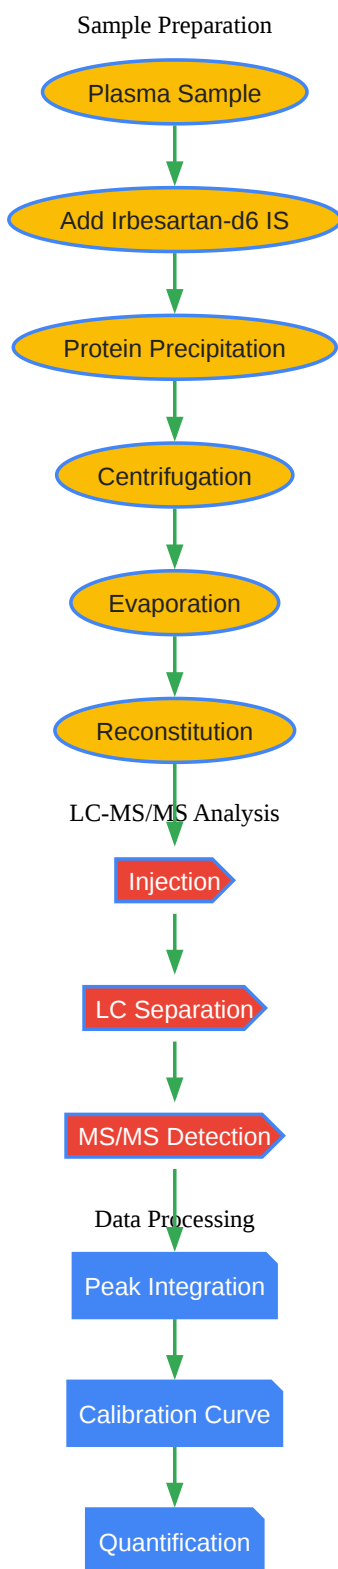 Sample Preparation
Plasma Sample
Add Irbesartan-d6 IS
Protein Precipitation
Centrifugation
Evaporation
Reconstitution
LC-MS/MS Analysis
Injection
LC Separation
MS/MS Detection
Data Processing
Peak Integration
Calibration Curve
Quantification